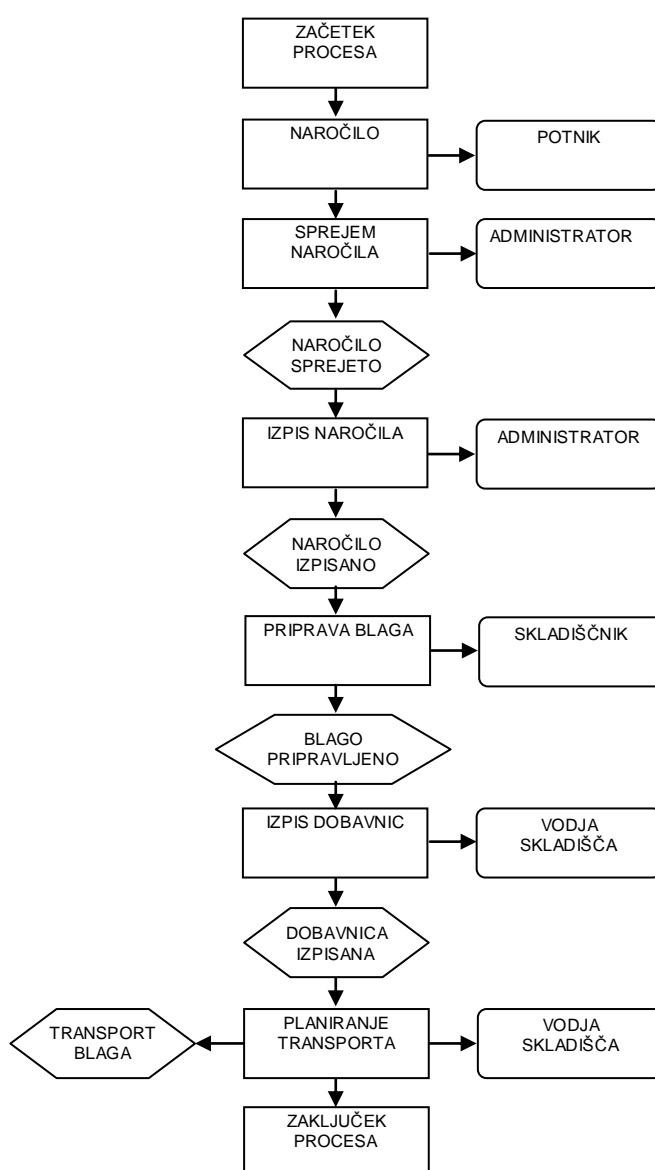 ZAČETEK
PROCESA
NAROČILO
POTNIK
SPREJEM
NAROČILA
ADMINISTRATOR
NAROČILO
SPREJETO
IZPIS NAROČILA
ADMINISTRATOR
NAROČILO
IZPISANO
PRIPRAVA BLAGA
SKLADIŠČNIK
BLAGO
PRIPRAVLJENO
IZPIS DOBAVNIC
VODJA
SKLADIŠČA
DOBAVNICA
IZPISANA
TRANSPORT
BLAGA
PLANIRANJE
TRANSPORTA
VODJA
SKLADIŠČA
ZAKLJUČEK
PROCESA